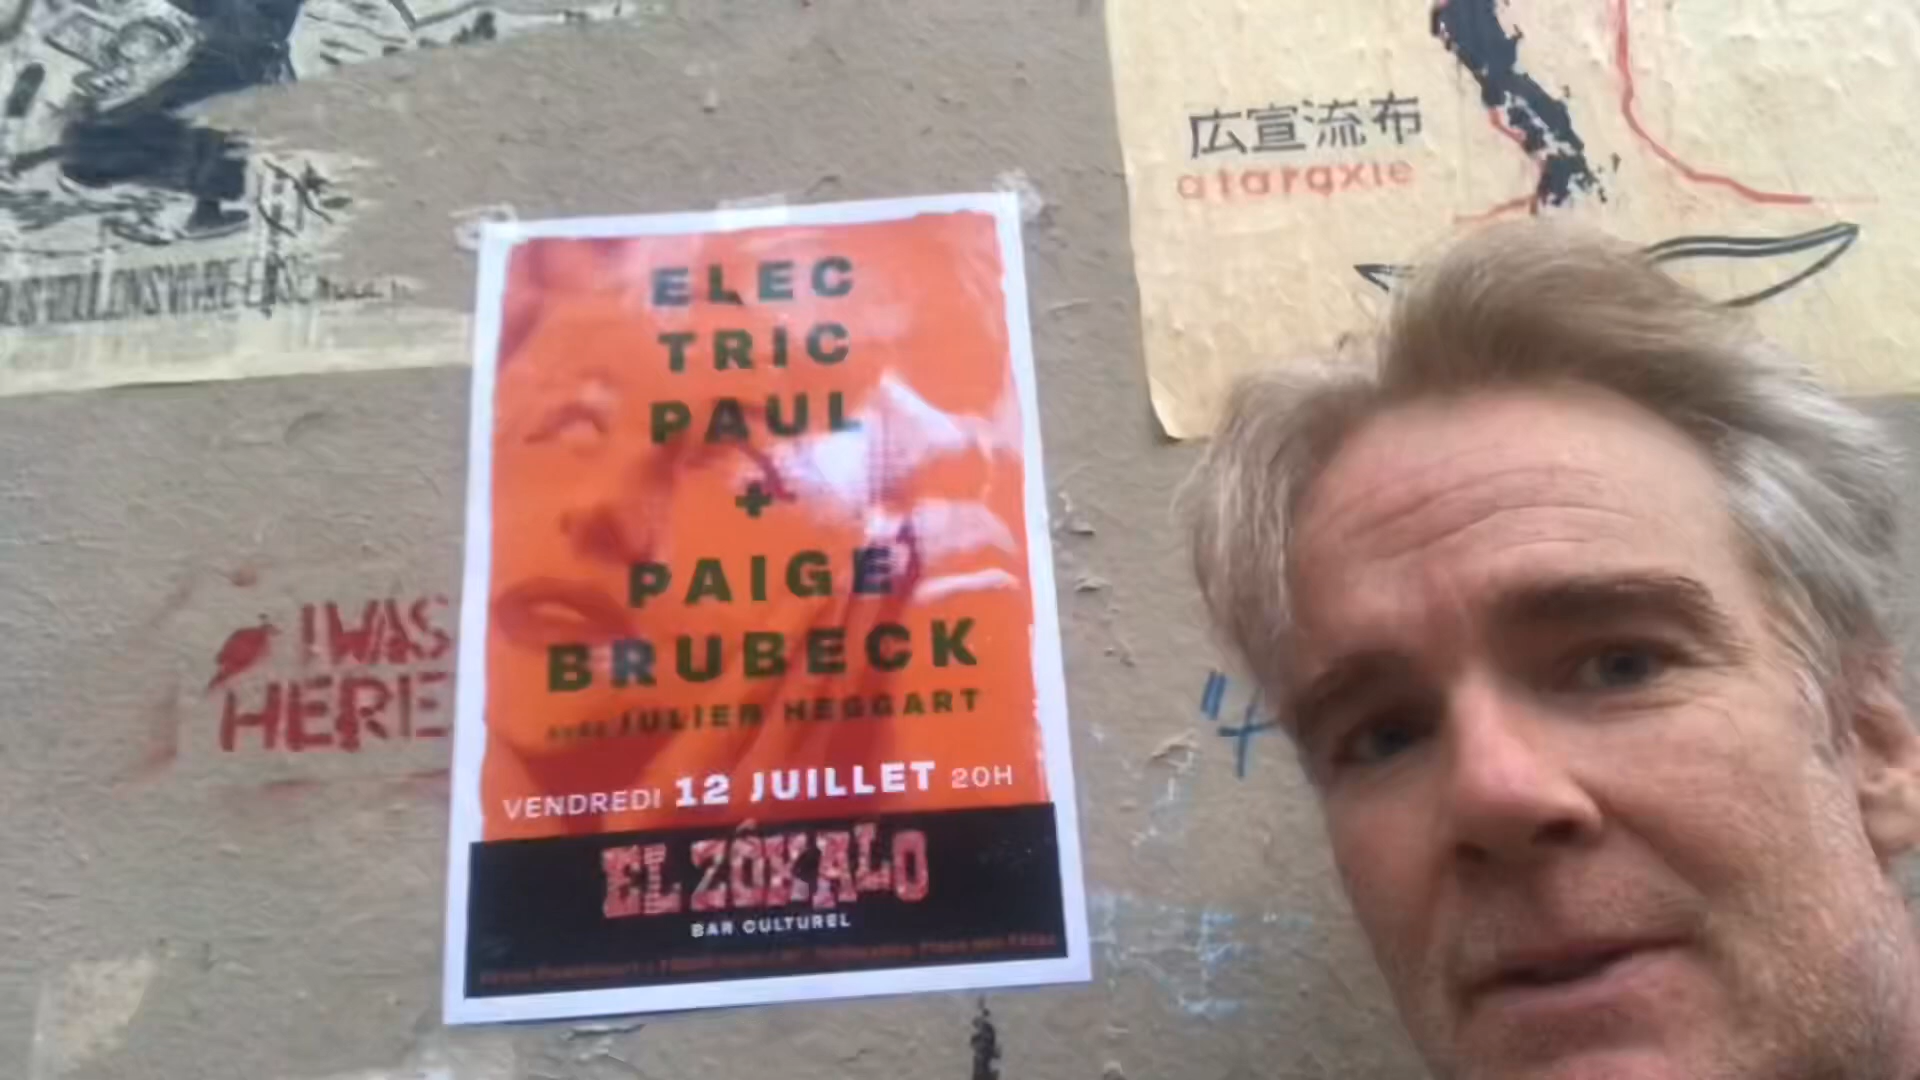 広宣流布
ataraxie
ELEC
TRIC
PAUL
+
PAIGE
BRUBECK
avec JULIEN HEGGART
VENDREDI 12 JUILLET 20H
EL ZÓKALO
BAR CULTUREL
I WAS
HERE